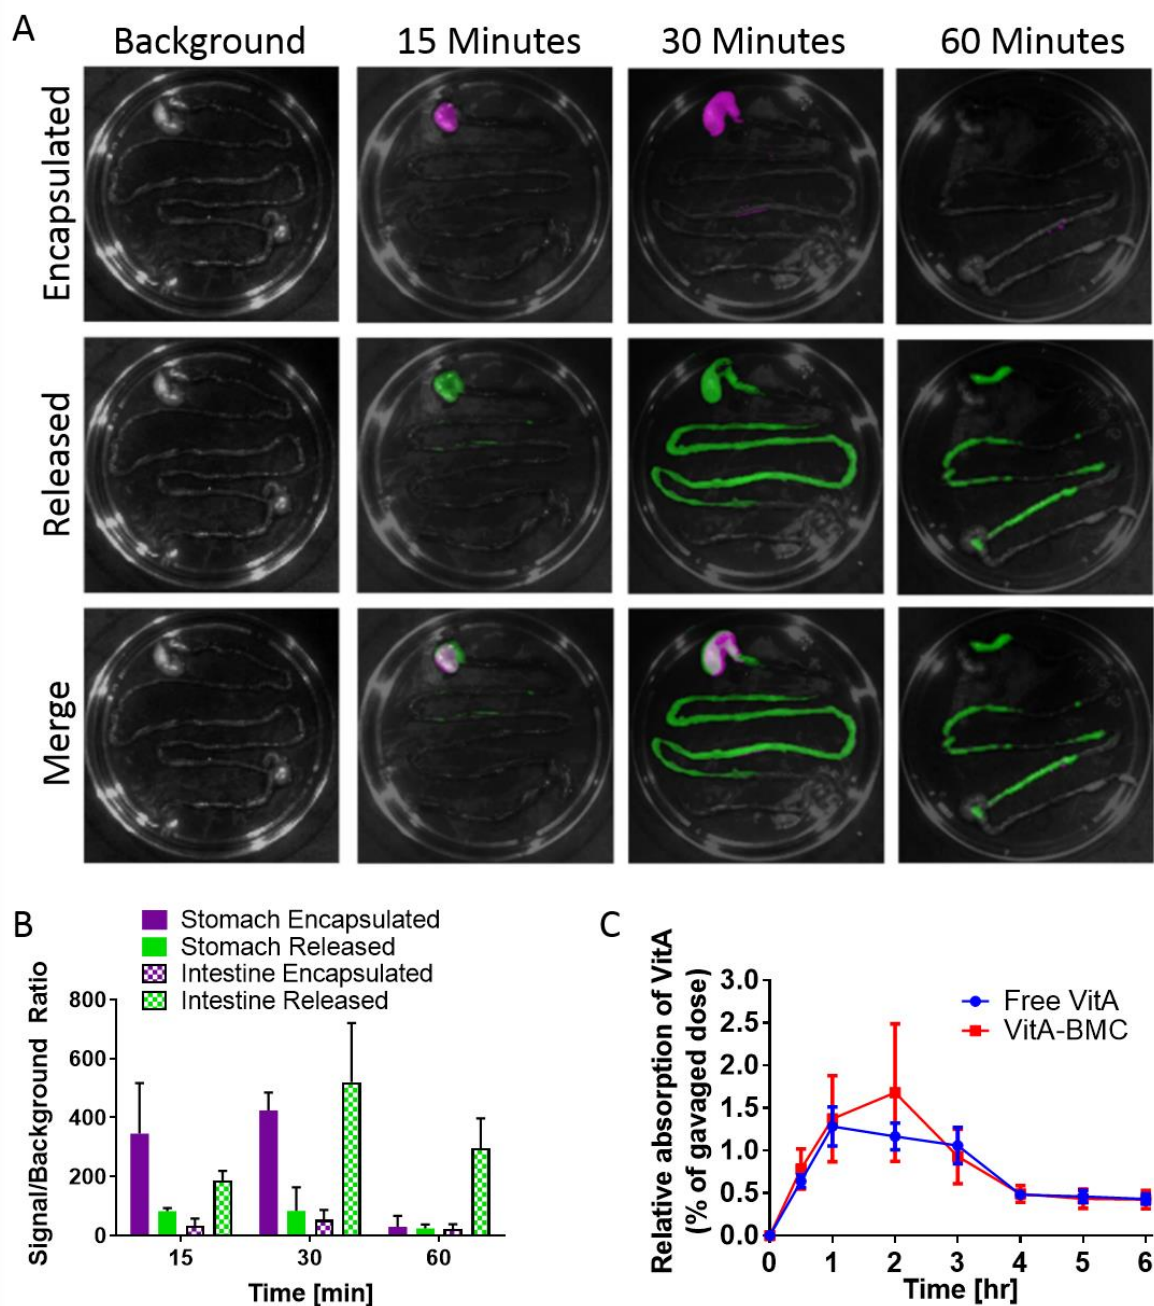 A
Background 15 Minutes 30 Minutes 60 Minutes
Encapsulated
Released
Merge
B
Stomach Encapsulated
Stomach Released
Intestine Encapsulated
Intestine Released
Signal/Background Ratio
800
600
400
200
0
15 30 60
Time [min]
C
Relative absorption of VitA
(% of gavaged dose)
3.0
2.5
2.0
1.5
1.0
0.5
0.0
Free VitA
VitA-BMC
0 1 2 3 4 5 6
Time [hr]